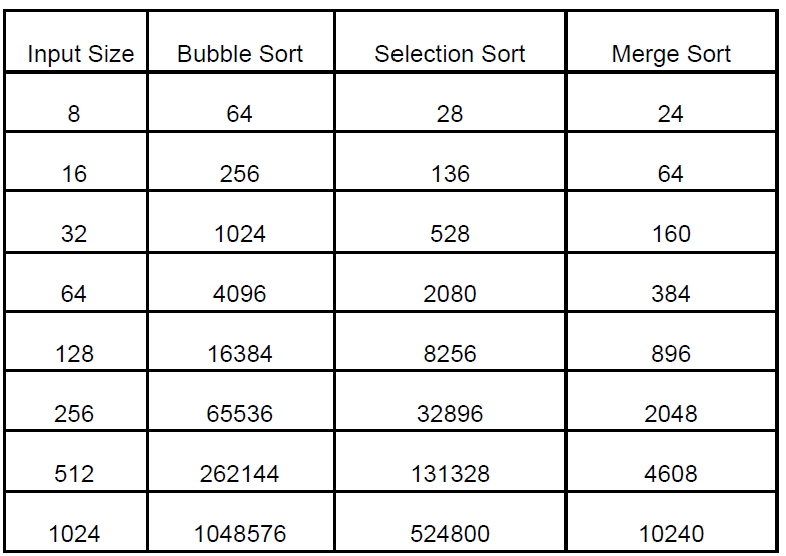 Input Size Bubble Sort Selection Sort Merge Sort
8 64 28 24
16 256 136 64
32 1024 528 160
64 4096 2080 384
128 16384 8256 896
256 65536 32896 2048
512 262144 131328 4608
1024 1048576 524800 10240